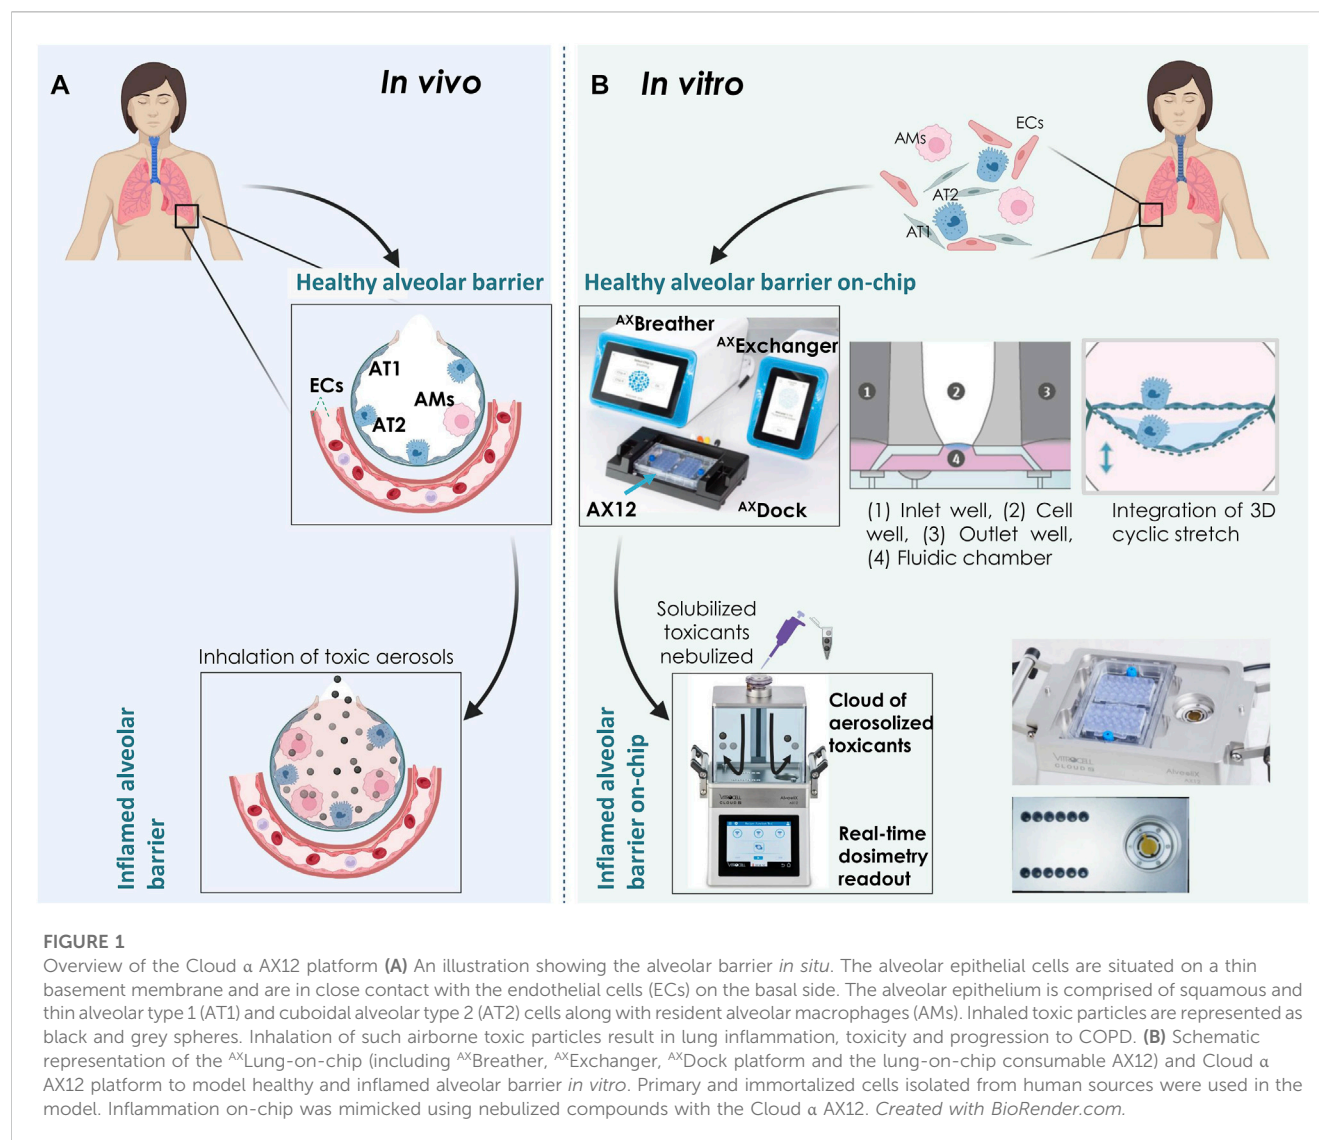 A
In vivo
Healthy alveolar barrier
ECs
AT1
AMs
AT2
Inhalation of toxic aerosols
Inflamed alveolar
barrier
B
In vitro
AMs
ECs
AT2
AT1
Healthy alveolar barrier on-chip
AXBreather
AXExchanger
AX12
AXDock
1
2
3
4
(1) Inlet well, (2) Cell
well, (3) Outlet well,
(4) Fluidic chamber
Integration of 3D
cyclic stretch
Solubilized
toxicants
nebulized
Inflamed alveolar
barrier on-chip
Cloud of
aerosolized
toxicants
VITROCELL
CLOUD α
AlveoliX
Real-time
dosimetry
readout
VITROCELL
CLOUD α
AlveoliX
FIGURE 1
Overview of the Cloud α AX12 platform (A) An illustration showing the alveolar barrier in situ. The alveolar epithelial cells are situated on a thin
basement membrane and are in close contact with the endothelial cells (ECs) on the basal side. The alveolar epithelium is comprised of squamous and
thin alveolar type 1 (AT1) and cuboidal alveolar type 2 (AT2) cells along with resident alveolar macrophages (AMs). Inhaled toxic particles are represented as
black and grey spheres. Inhalation of such airborne toxic particles result in lung inflammation, toxicity and progression to COPD. (B) Schematic
representation of the AXLung-on-chip (including AXBreather, AXExchanger, AXDock platform and the lung-on-chip consumable AX12) and Cloud α
AX12 platform to model healthy and inflamed alveolar barrier in vitro. Primary and immortalized cells isolated from human sources were used in the
model. Inflammation on-chip was mimicked using nebulized compounds with the Cloud α AX12. Created with BioRender.com.